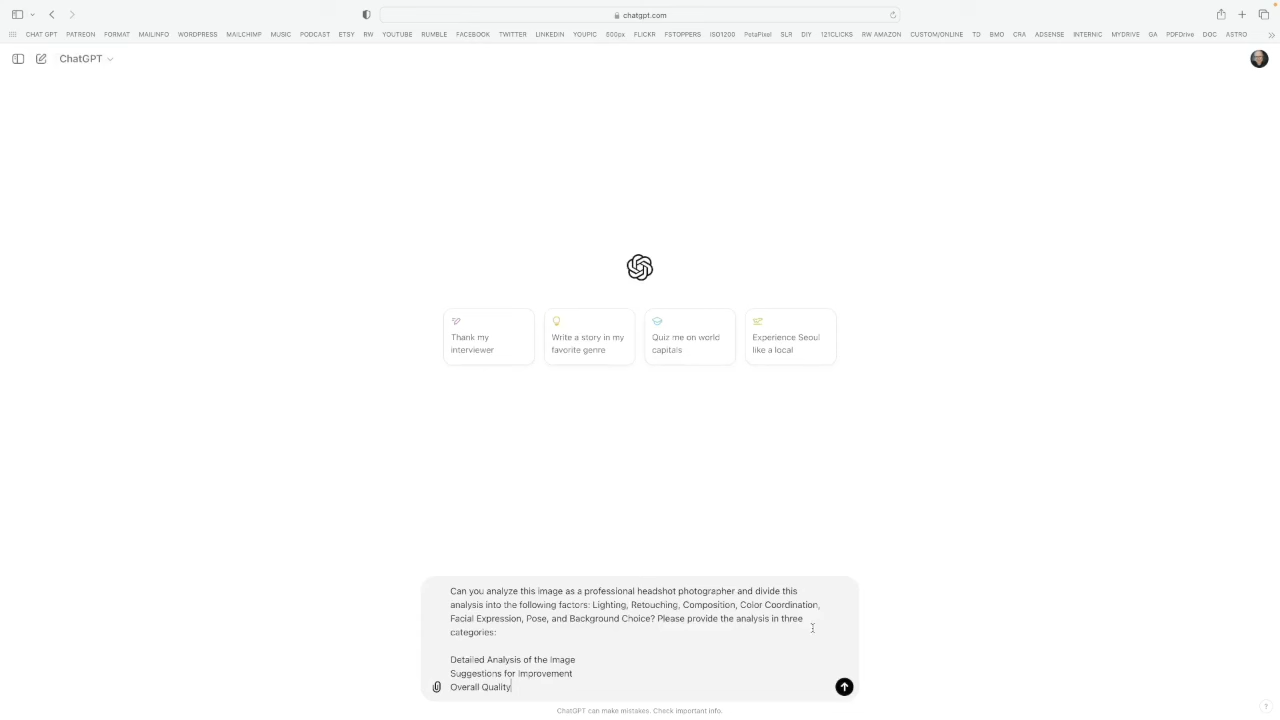 chatgpt.com
CHAT GPT PATREON FORMAT MAILINFO WORDPRESS MAILCHIMP MUSIC PODCAST ETSY RW YOUTUBE RUMBLE FACEBOOK TWITTER LINKEDIN YOUPIC 500px FLICKR FSTOPPERS ISO1200 PetaPixel SLR DIY 121CLICKS RW AMAZON CUSTOM/ONLINE TD BMO CRA ADSENSE INTERNIC MYDRIVE GA PDFDrive DOC ASTRO
ChatGPT
Thank my
interviewer
Write a story in my
favorite genre
Quiz me on world
capitals
Experience Seoul
like a local
Can you analyze this image as a professional headshot photographer and divide this
analysis into the following factors: Lighting, Retouching, Composition, Color Coordination,
Facial Expression, Pose, and Background Choice? Please provide the analysis in three
categories:
Detailed Analysis of the Image
Suggestions for Improvement
Overall Quality
ChatGPT can make mistakes. Check important info.
?